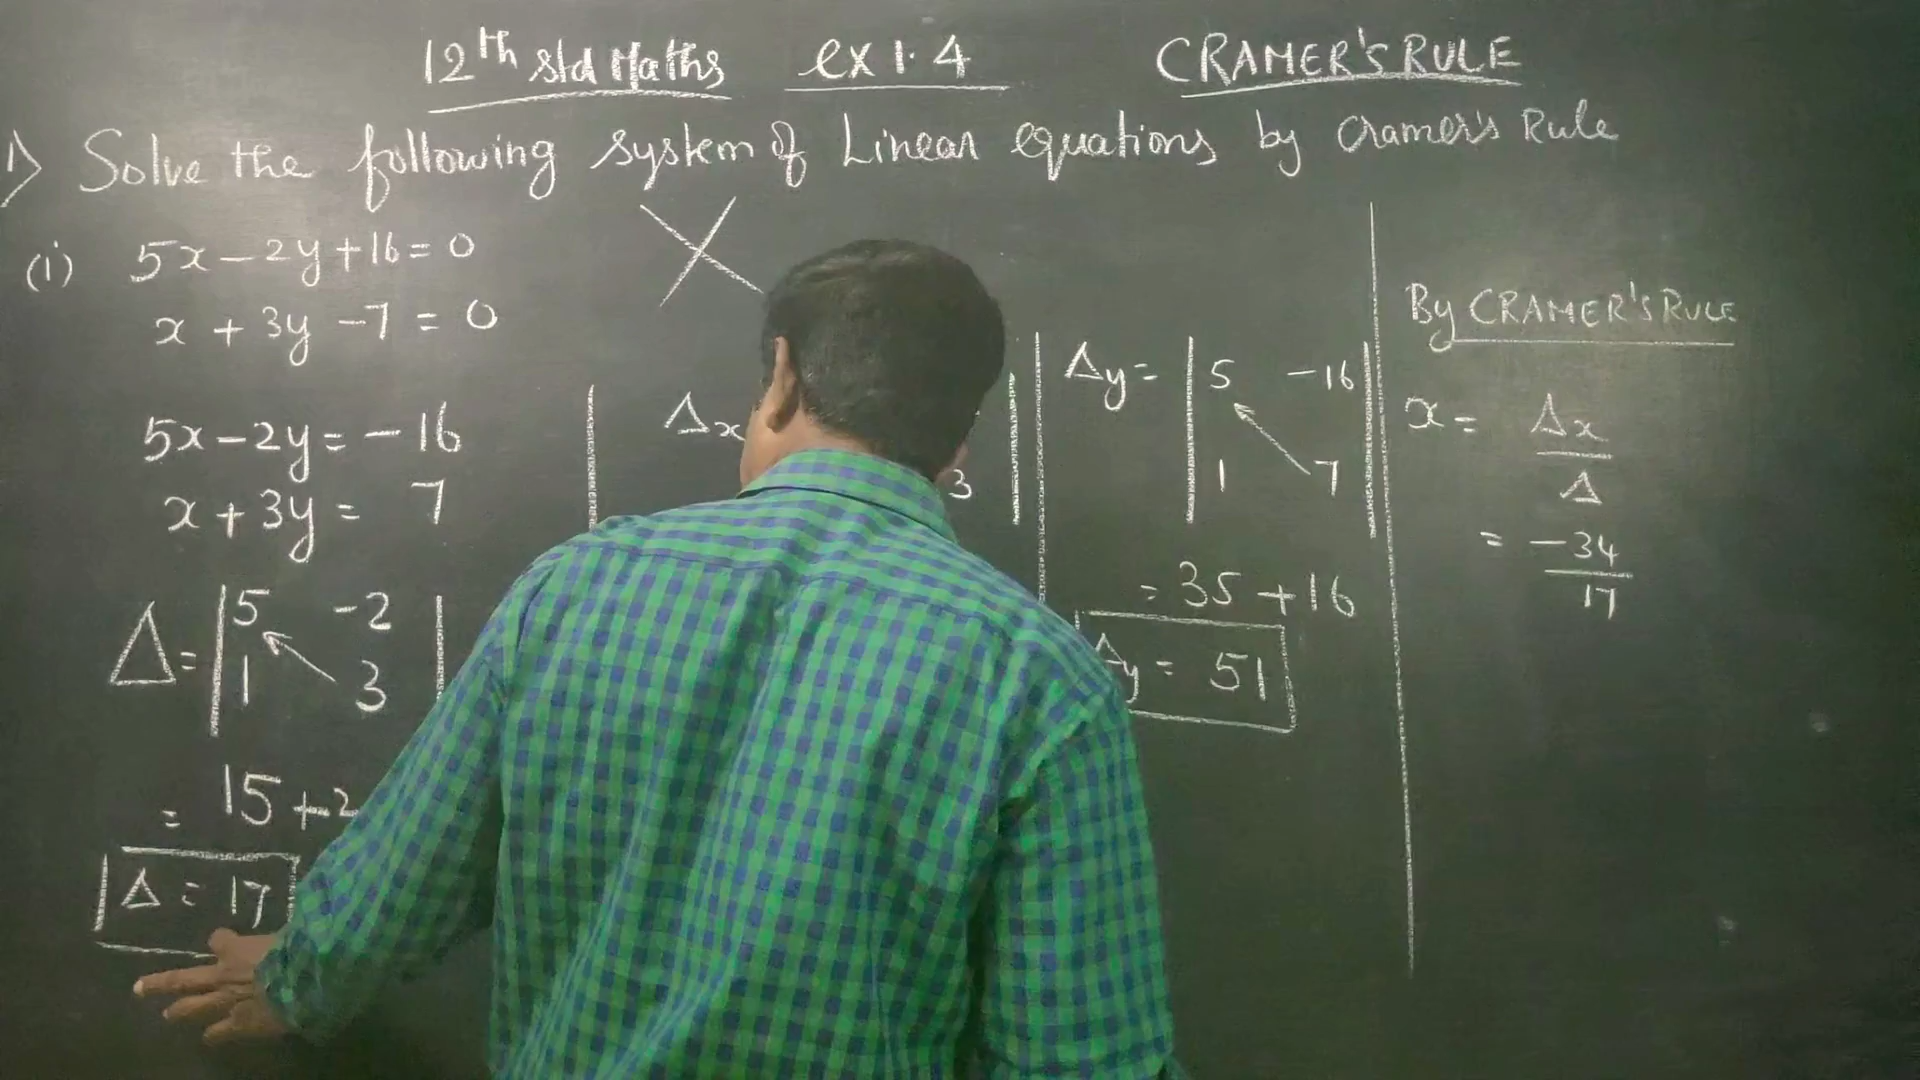 12th std Maths ex 1.4 CRAMER'S RULE
1) Solve the following system of Linear equations by Cramer's Rule
(i) 5x-2y+16=0
x + 3y -7 = 0
5x-2y= -16
x+3y= 7
Δ= |5 -2|
|1 3|
= 15+2
Δ = 17
Δx
3
Δy= |5 -16|
|1 7|
= 35 +16
Δy = 51
By CRAMER'S RULE
x= Δx
Δ
= -34
17